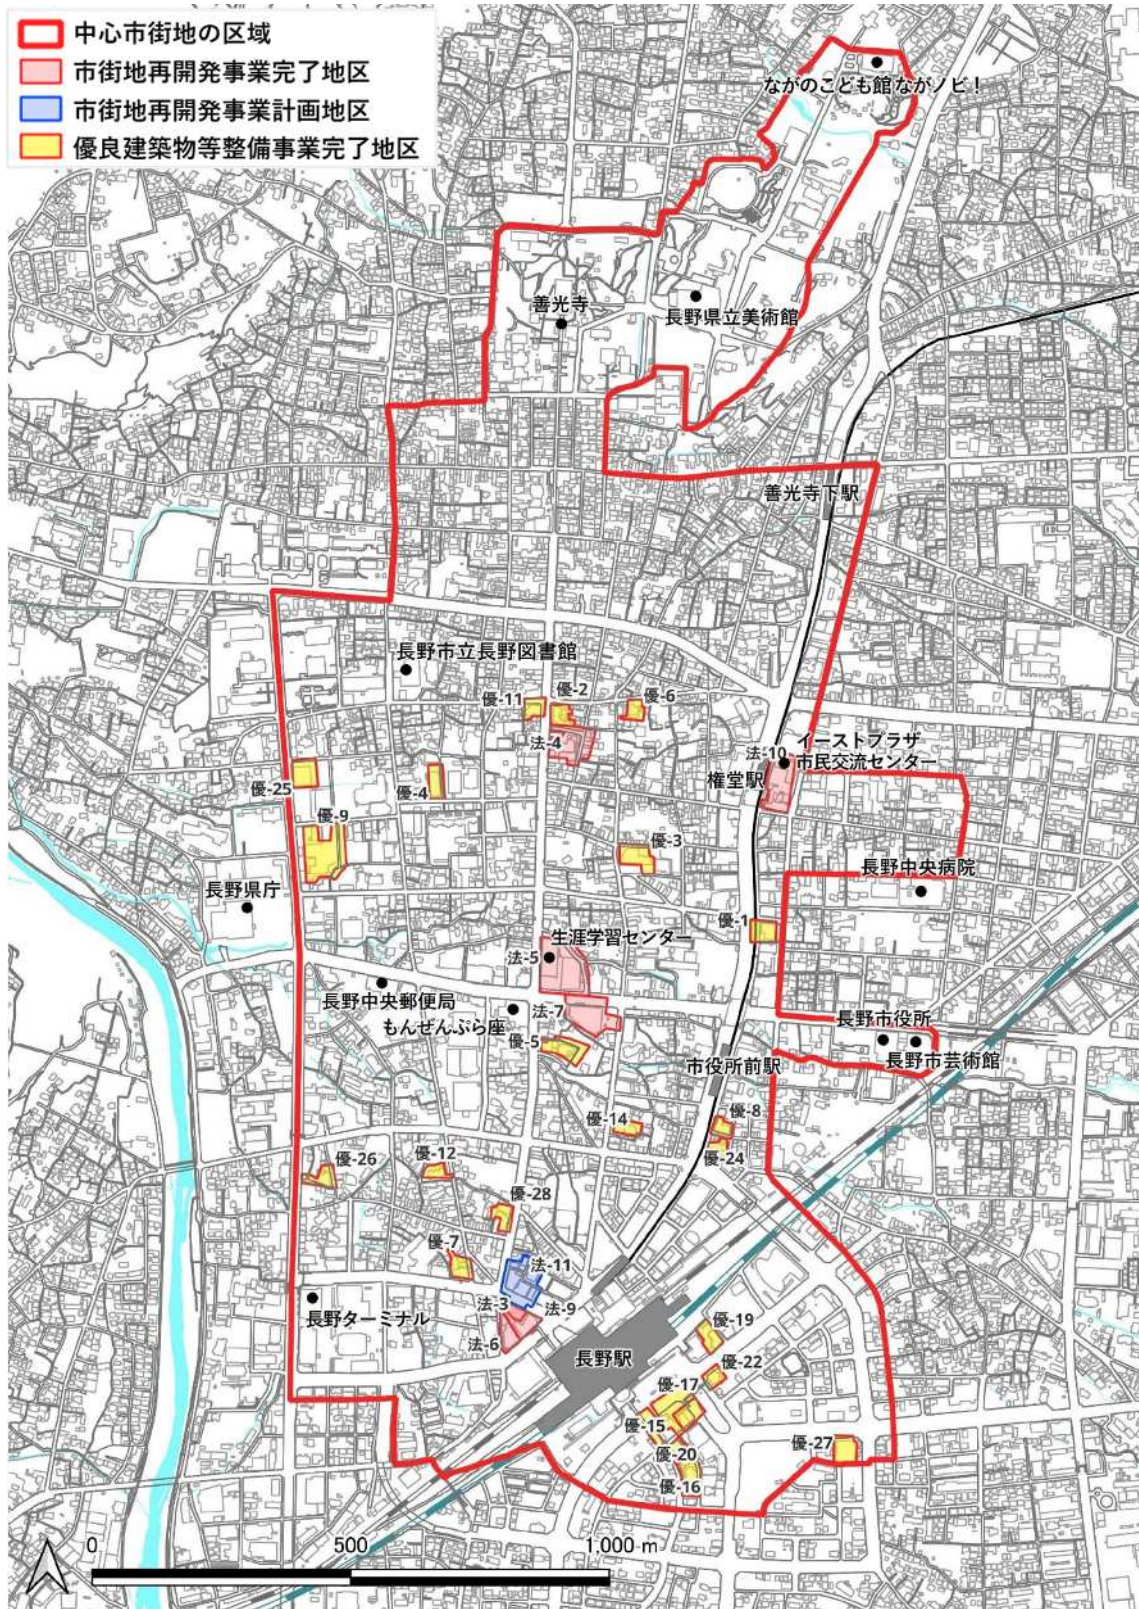 中心市街地の区域
市街地再開発事業完了地区
市街地再開発事業計画地区
優良建築物等整備事業完了地区
ながのこども館 ながノビ！
善光寺
長野県立美術館
善光寺下駅
長野市立長野図書館
優-11
優-2
優-6
法-4
法-10
イーストプラザ
市民交流センター
権堂駅
優-25
優-4
優-9
優-3
長野中央病院
長野県庁
優-1
生涯学習センター
法-5
長野中央郵便局
もんぜんぷら座
法-7
長野市役所
優-5
長野市芸術館
市役所前駅
優-14
優-8
優-24
優-26
優-12
優-28
優-7
法-11
法-3
法-9
長野ターミナル
法-6
優-19
長野駅
優-22
優-17
優-15
優-27
優-20
優-16
0
500
1,000 m